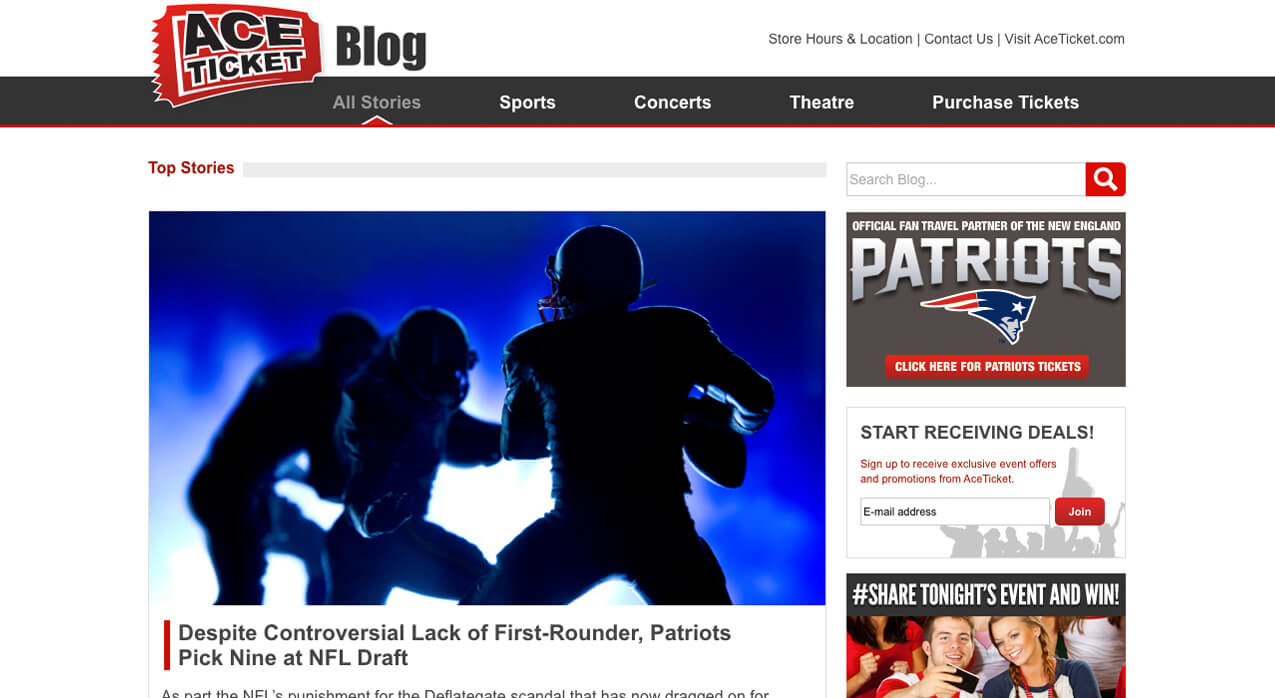 ACE
TICKET
Blog
Store Hours & Location | Contact Us | Visit AceTicket.com
All Stories
Sports
Concerts
Theatre
Purchase Tickets
Top Stories
Search Blog...
OFFICIAL FAN TRAVEL PARTNER OF THE NEW ENGLAND
PATRIOTS
CLICK HERE FOR PATRIOTS TICKETS
START RECEIVING DEALS!
Sign up to receive exclusive event offers
and promotions from AceTicket.
E-mail address
Join
#SHARE TONIGHT'S EVENT AND WIN!
Despite Controversial Lack of First-Rounder, Patriots
Pick Nine at NFL Draft
As part the NFL's punishment for the Deflategate scandal that has now dragged on for